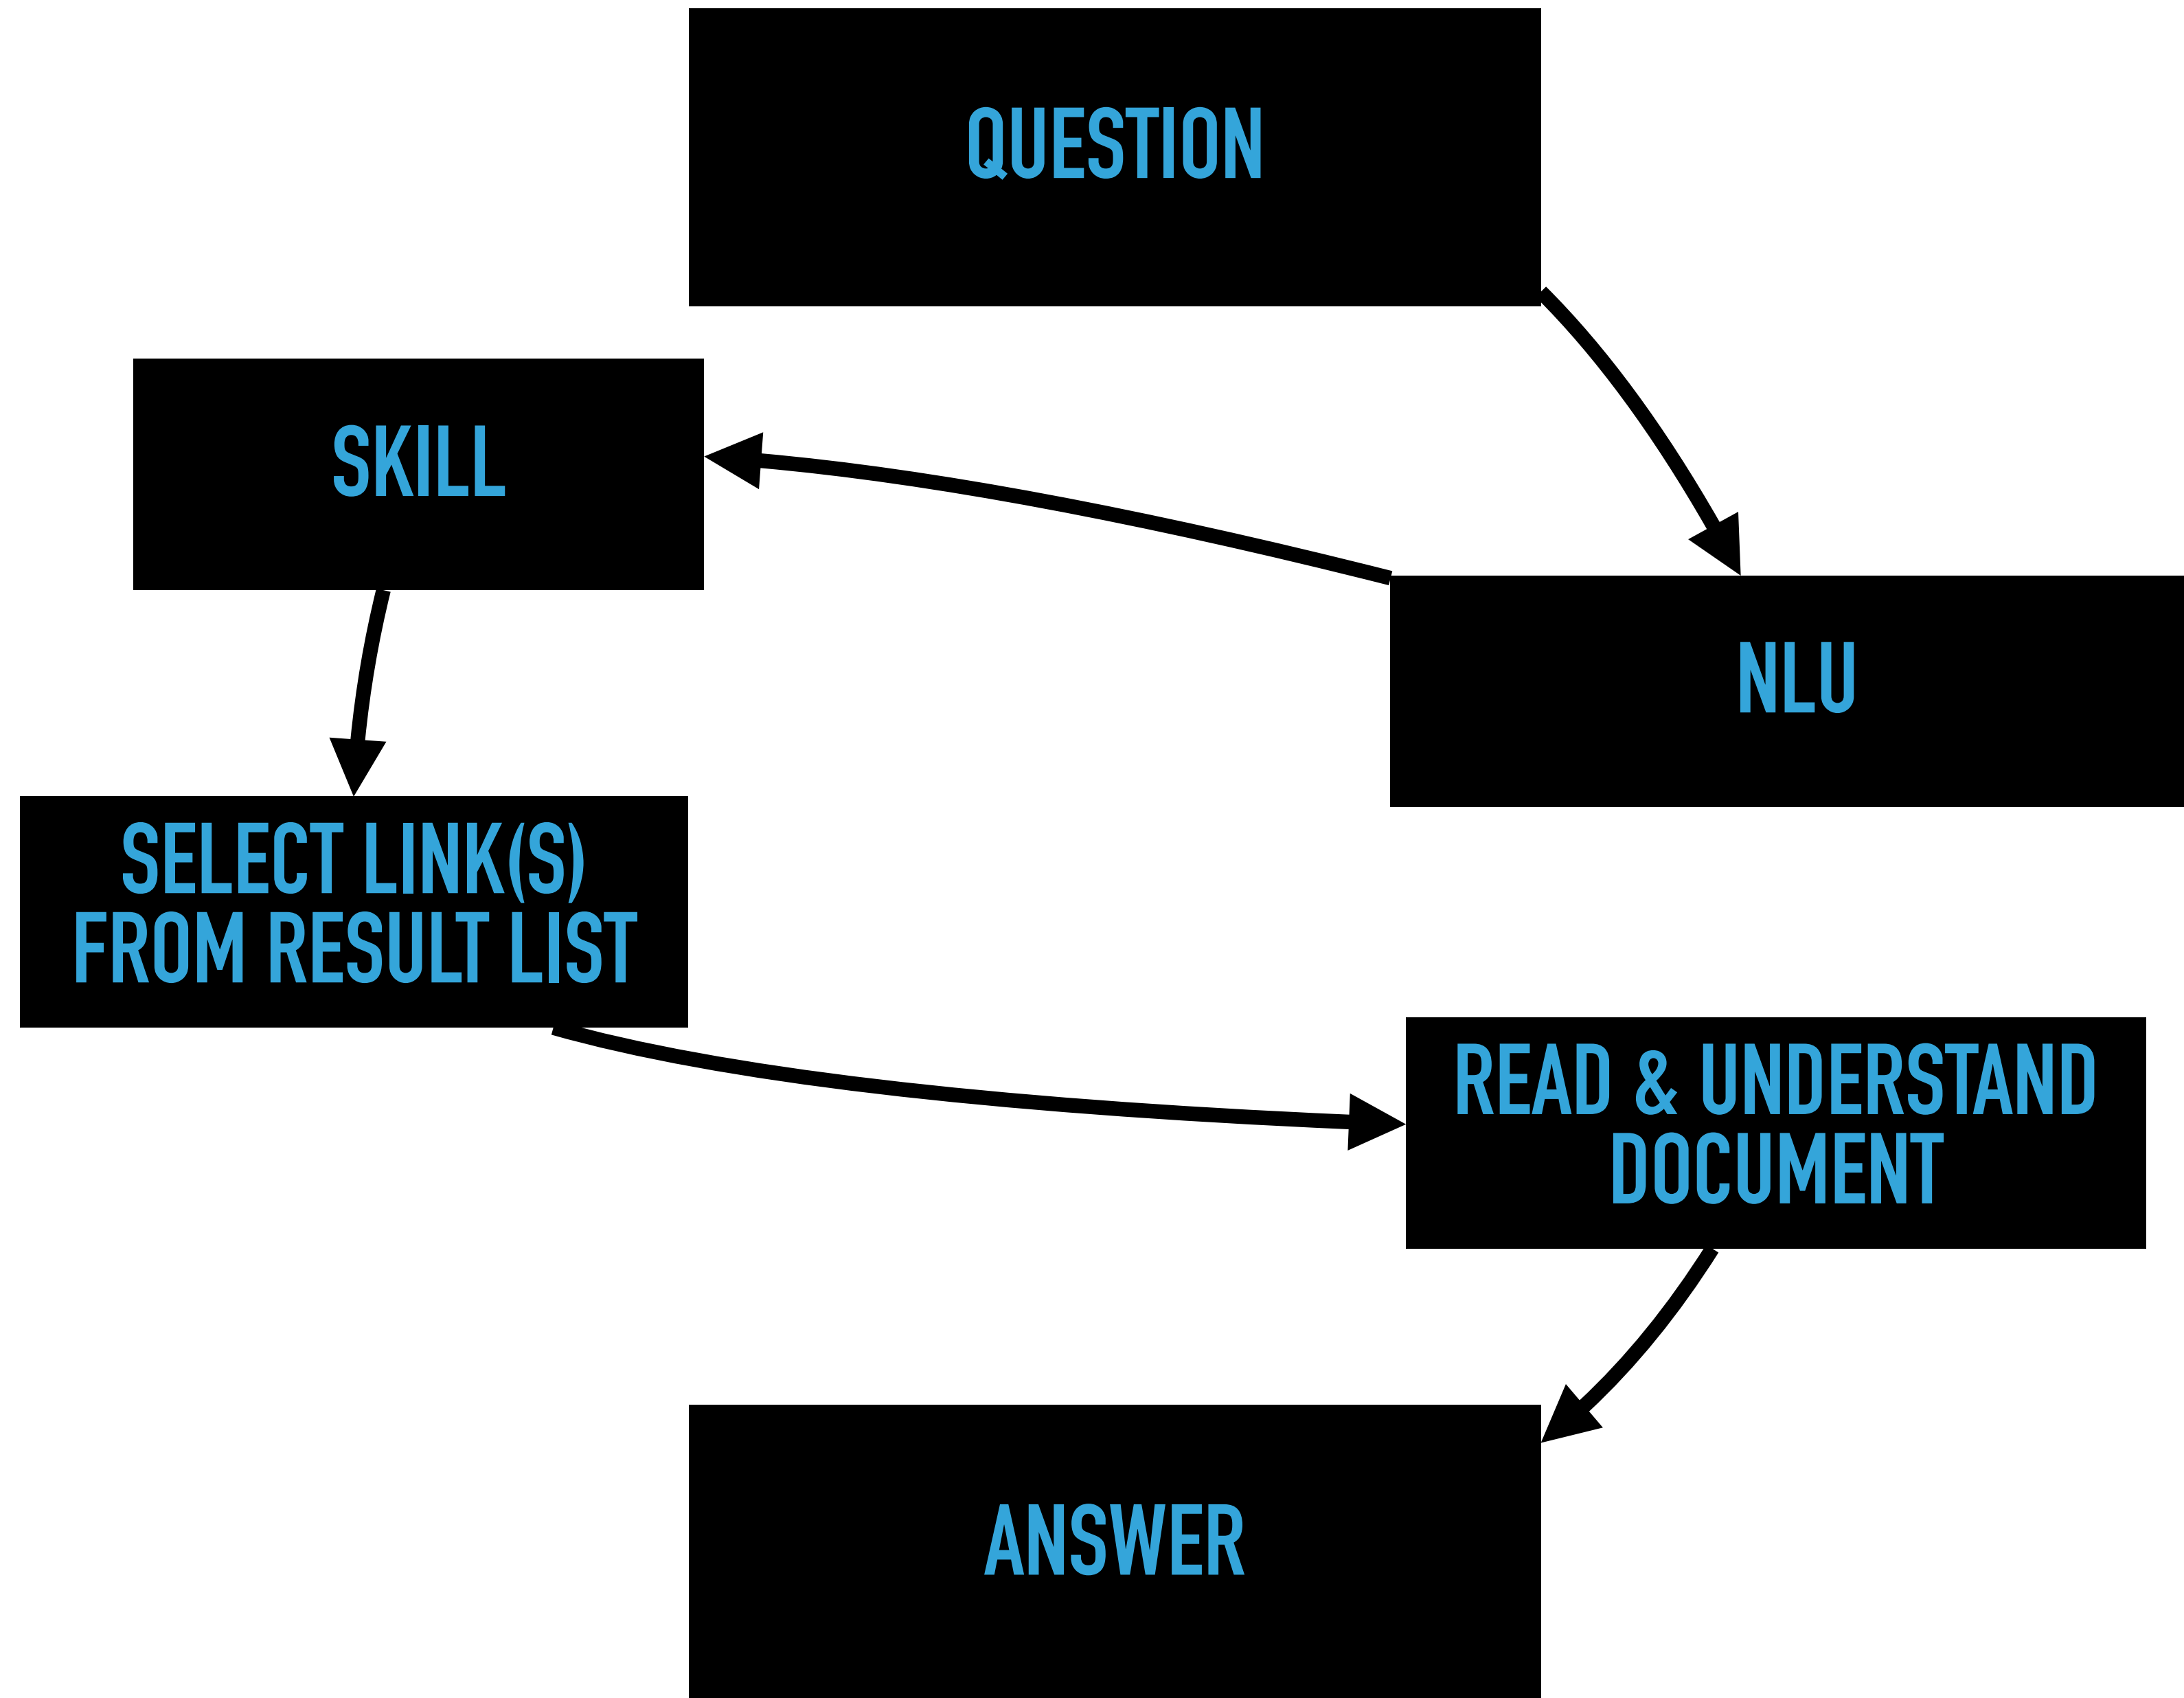 QUESTION
SKILL
NLU
SELECT LINK(S)
FROM RESULT LIST
READ & UNDERSTAND
DOCUMENT
ANSWER